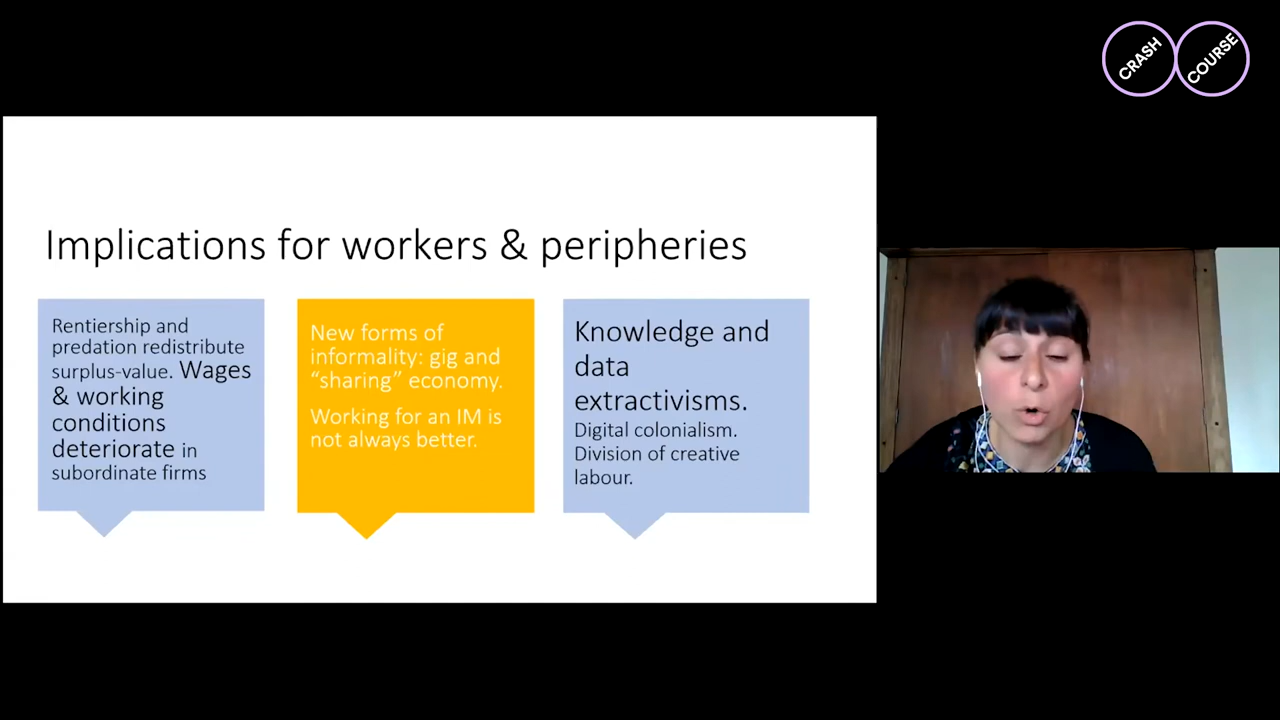 CRASH COURSE
Implications for workers & peripheries
Rentiership and
predation redistribute
surplus-value. Wages
& working
conditions
deteriorate in
subordinate firms
New forms of
informality: gig and
“sharing” economy.
Working for an IM is
not always better.
Knowledge and
data
extractivisms.
Digital colonialism.
Division of creative
labour.